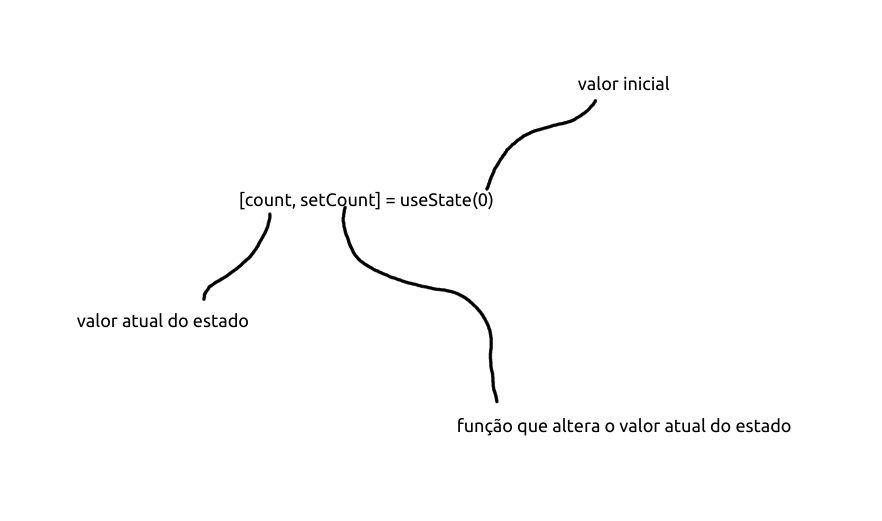 valor inicial
[count, setCount] = useState(0)
valor atual do estado
função que altera o valor atual do estado